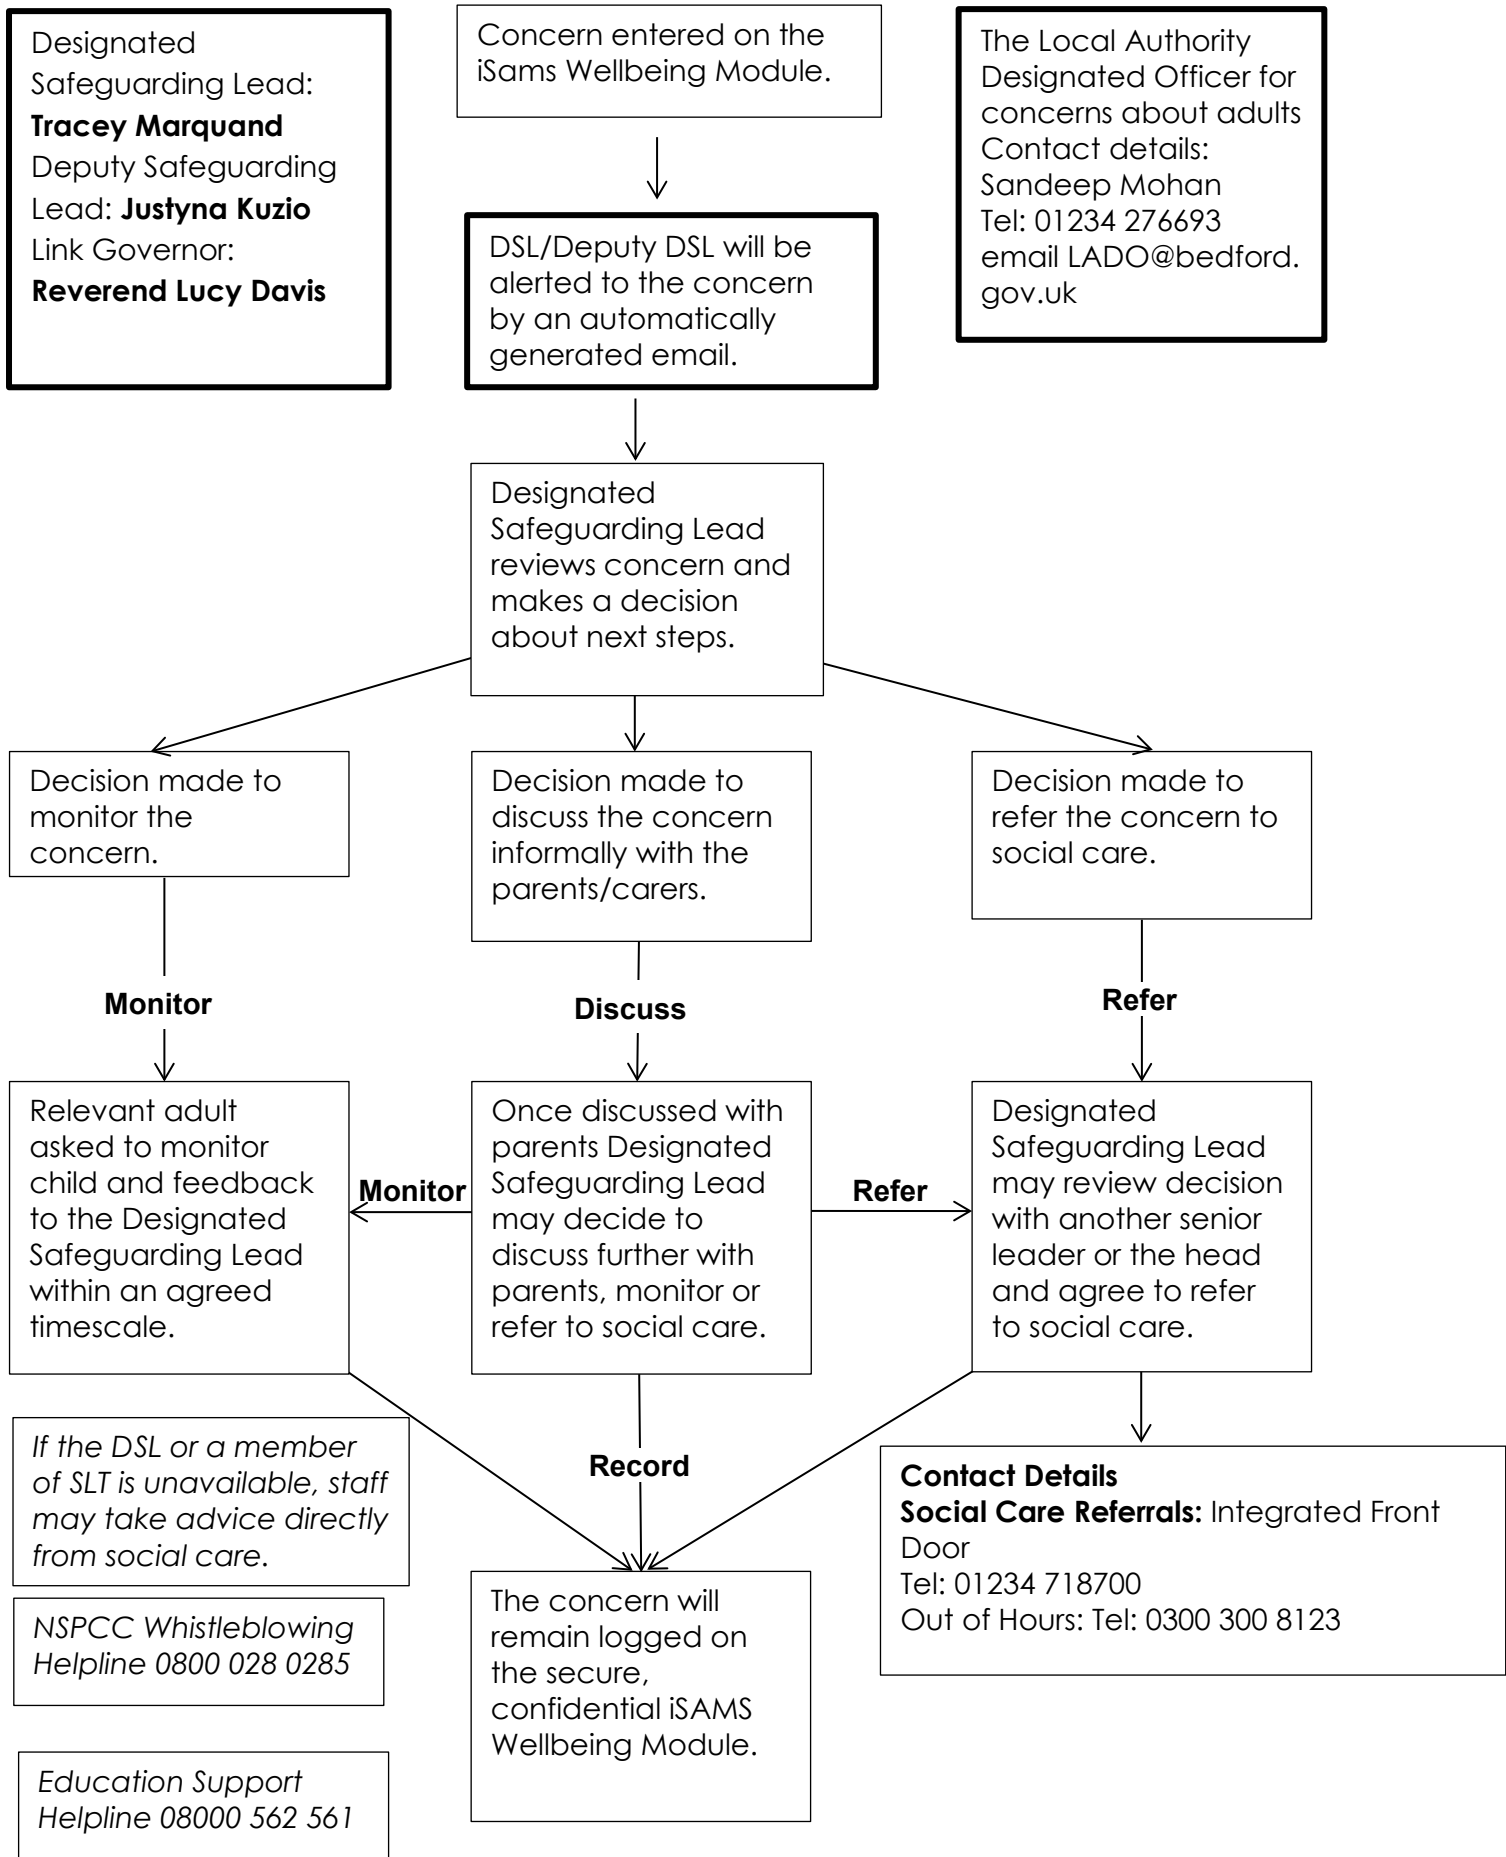 Designated
Safeguarding Lead:
Tracey Marquand
Deputy Safeguarding
Lead: Justyna Kuzio
Link Governor:
Reverend Lucy Davis
Concern entered on the
iSams Wellbeing Module.
The Local Authority
Designated Officer for
concerns about adults
Contact details:
Sandeep Mohan
Tel: 01234 276693
email LADO@bedford.
gov.uk
DSL/Deputy DSL will be
alerted to the concern
by an automatically
generated email.
Designated
Safeguarding Lead
reviews concern and
makes a decision
about next steps.
Decision made to
monitor the
concern.
Decision made to
discuss the concern
informally with the
parents/carers.
Decision made to
refer the concern to
social care.
Monitor
Discuss
Refer
Relevant adult
asked to monitor
child and feedback
to the Designated
Safeguarding Lead
within an agreed
timescale.
Monitor
Once discussed with
parents Designated
Safeguarding Lead
may decide to
discuss further with
parents, monitor or
refer to social care.
Refer
Designated
Safeguarding Lead
may review decision
with another senior
leader or the head
and agree to refer
to social care.
If the DSL or a member
of SLT is unavailable, staff
may take advice directly
from social care.
Record
Contact Details
Social Care Referrals: Integrated Front
Door
Tel: 01234 718700
Out of Hours: Tel: 0300 300 8123
NSPCC Whistleblowing
Helpline 0800 028 0285
The concern will
remain logged on
the secure,
confidential iSAMS
Wellbeing Module.
Education Support
Helpline 08000 562 561